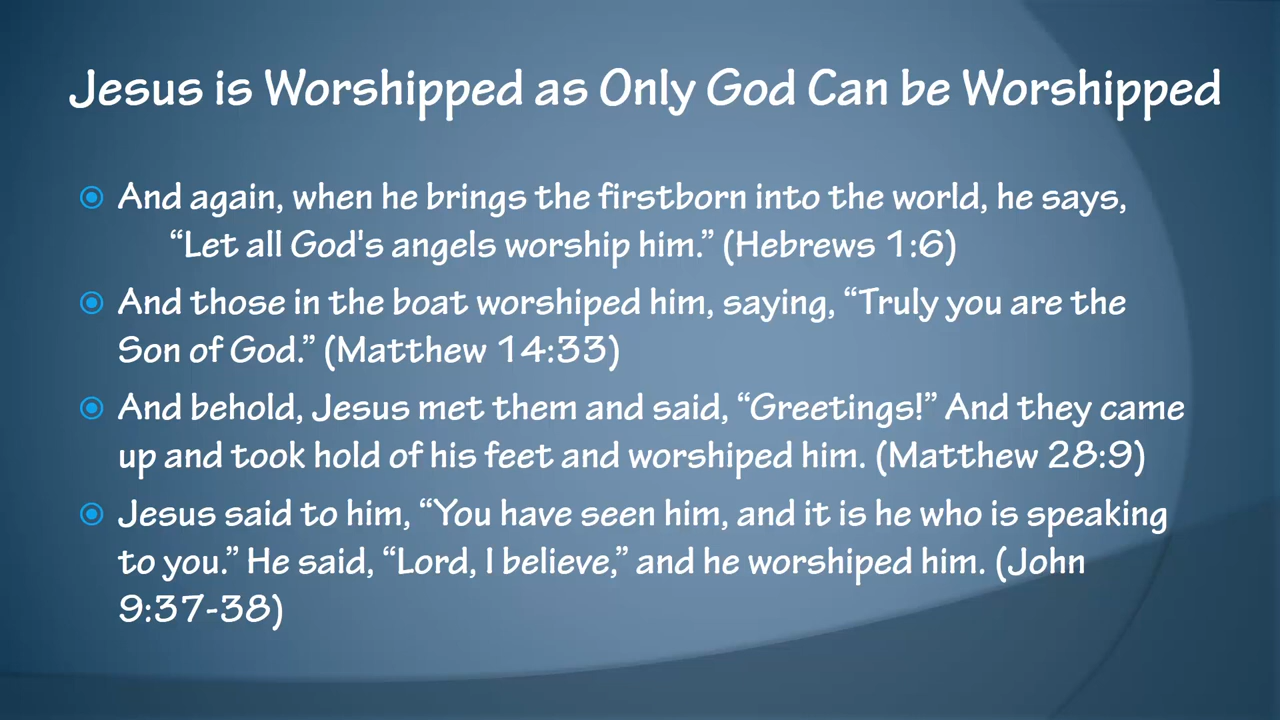 Jesus is Worshipped as Only God Can be Worshipped
And again, when he brings the firstborn into the world, he says,
“Let all God's angels worship him.” (Hebrews 1:6)
And those in the boat worshiped him, saying, “Truly you are the
Son of God.” (Matthew 14:33)
And behold, Jesus met them and said, “Greetings!” And they came
up and took hold of his feet and worshiped him. (Matthew 28:9)
Jesus said to him, “You have seen him, and it is he who is speaking
to you.” He said, “Lord, I believe,” and he worshiped him. (John
9:37-38)